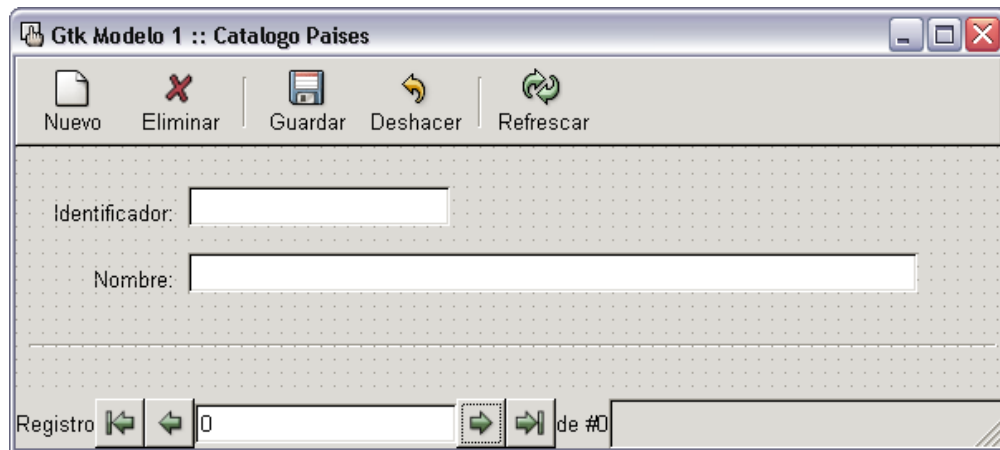 Gtk Modelo 1 :: Catalogo Paises
Nuevo Eliminar Guardar Deshacer Refrescar
Identificador:
Nombre:
Registro 0 de #0